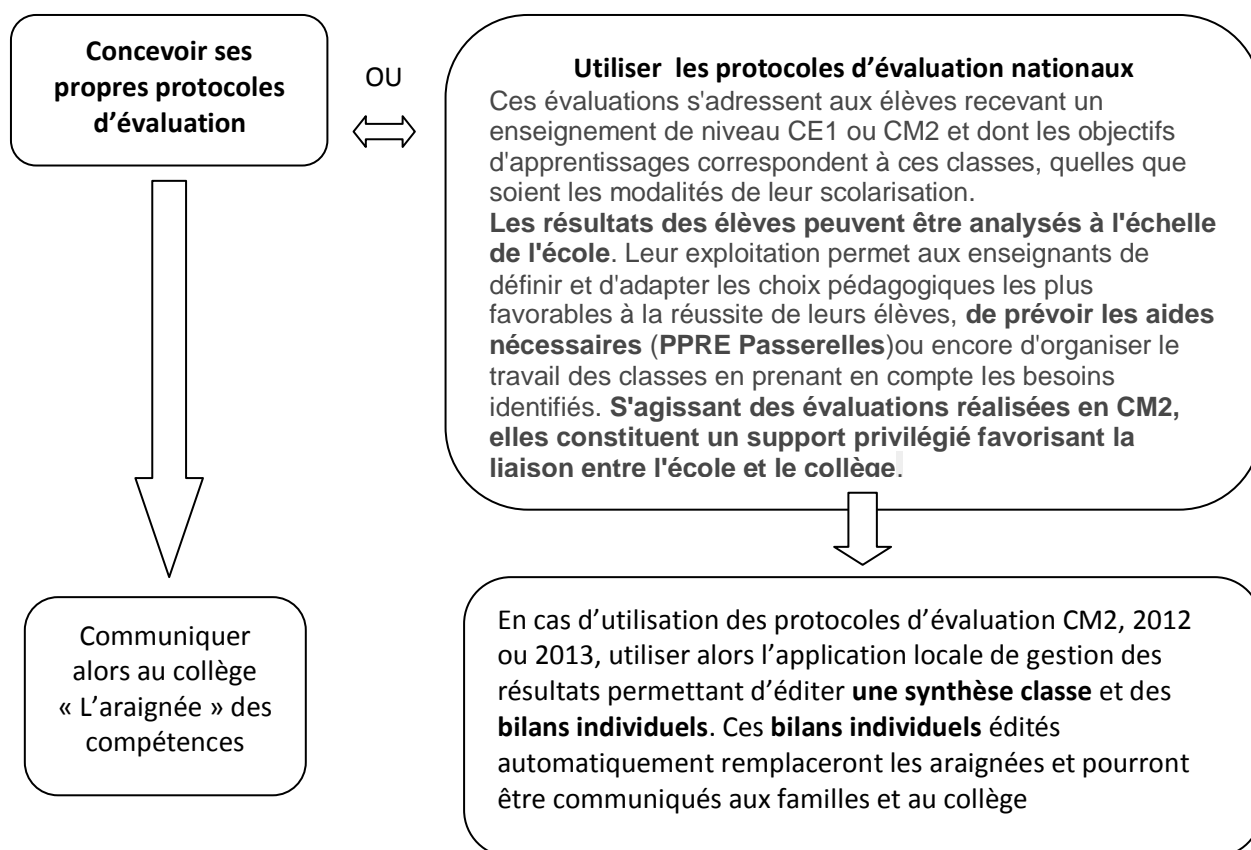 Concevoir ses
propres protocoles
d’évaluation
OU
Utiliser les protocoles d’évaluation nationaux
Ces évaluations s'adressent aux élèves recevant un
enseignement de niveau CE1 ou CM2 et dont les objectifs
d'apprentissages correspondent à ces classes, quelles que
soient les modalités de leur scolarisation.
Les résultats des élèves peuvent être analysés à l'échelle
de l'école. Leur exploitation permet aux enseignants de
définir et d'adapter les choix pédagogiques les plus
favorables à la réussite de leurs élèves, de prévoir les aides
nécessaires (PPRE Passerelles)ou encore d'organiser le
travail des classes en prenant en compte les besoins
identifiés. S'agissant des évaluations réalisées en CM2,
elles constituent un support privilégié favorisant la
liaison entre l'école et le collège.
Communiquer
alors au collège
« L’araignée » des
compétences
En cas d’utilisation des protocoles d’évaluation CM2, 2012
ou 2013, utiliser alors l’application locale de gestion des
résultats permettant d’éditer une synthèse classe et des
bilans individuels. Ces bilans individuels édités
automatiquement remplaceront les araignées et pourront
être communiqués aux familles et au collège